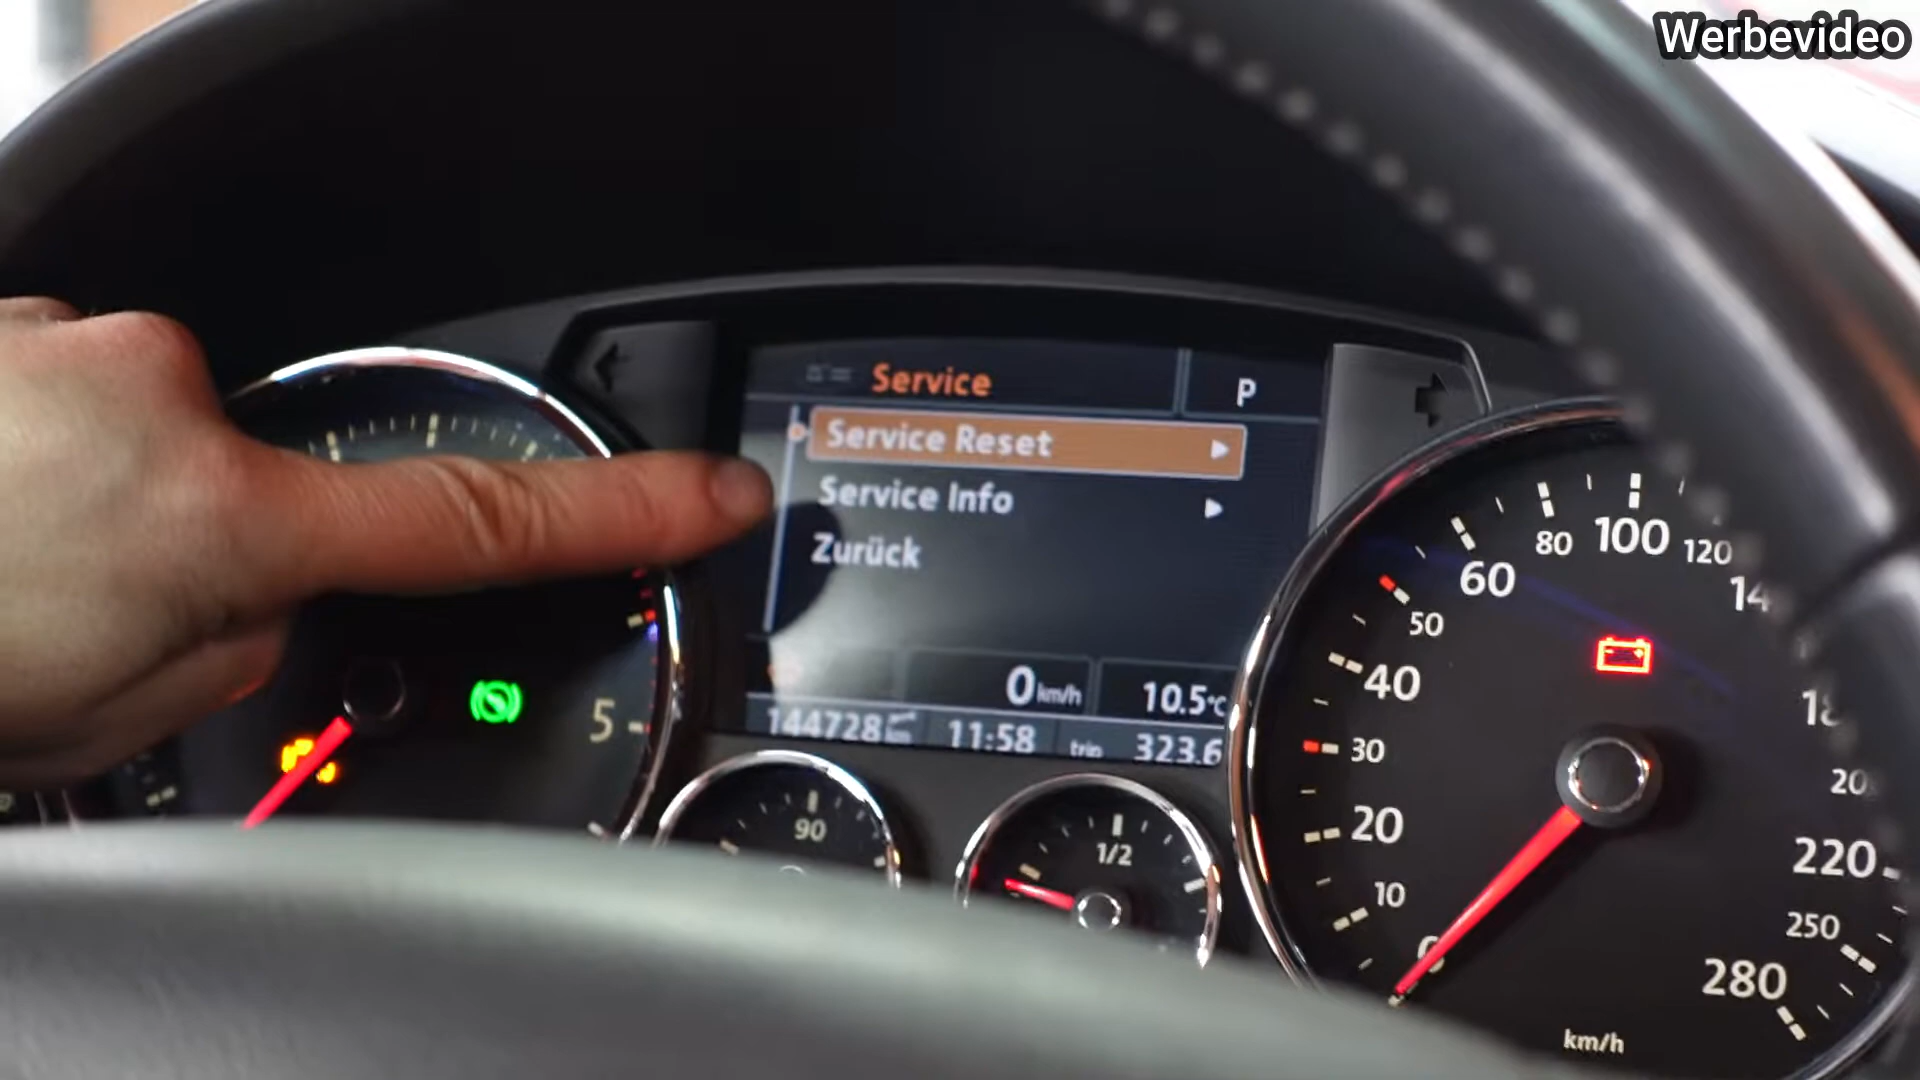 Werbevideo
Service
P
Service Reset
Service Info
Zurück
0 km/h
10.5°C
144728 km
11:58
trip
323.6
5
90
1/2
0
10
20
30
40
50
60
80
100
120
220
250
280
km/h